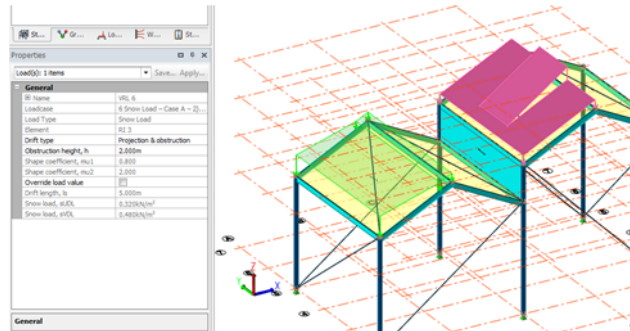 St...
Gr...
Lo...
W...
St...
Properties
Load(s): 1 items
Save...
Apply...
General
Name VRL 6
Loadcase 6 Snow Load - Case A - 2)...
Load Type Snow Load
Element RI 3
Drift type Projection & obstruction
Obstruction height, h 2.000m
Shape coefficient, mu1 0.800
Shape coefficient, mu2 2.000
Override load value
Drift length, ls 5.000m
Snow load, sUDL 0.320kN/m²
Snow load, sVDL 0.480kN/m²
Z
Y
X
General